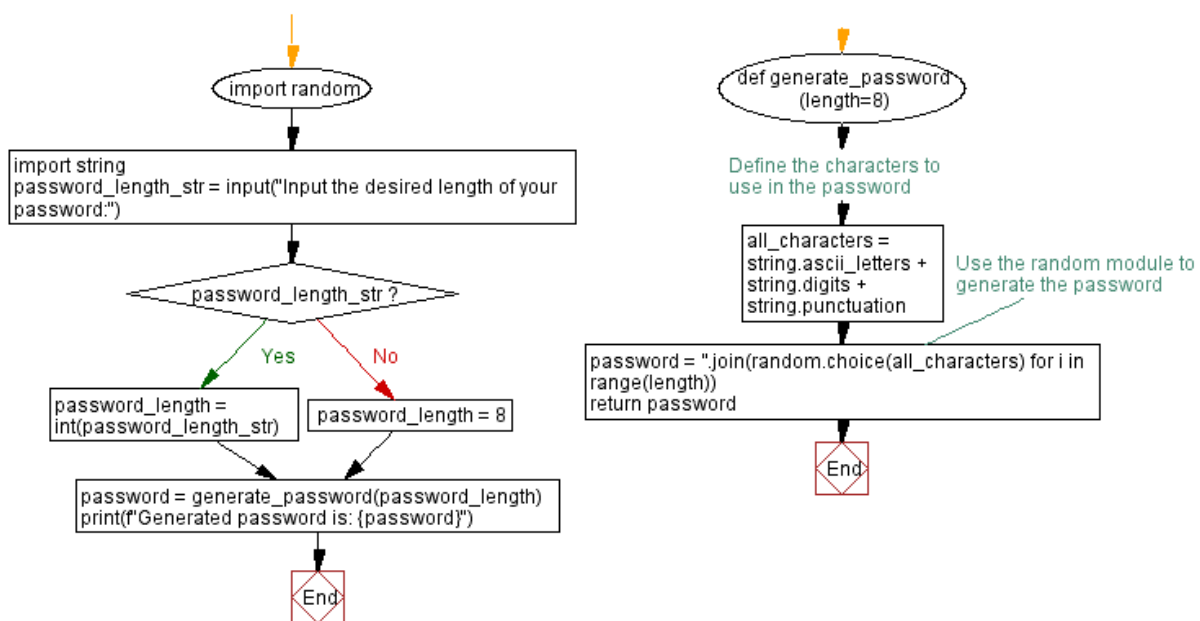 import random
import string
password_length_str = input("Input the desired length of your
password:")
password_length_str ?
Yes
No
password_length =
int(password_length_str)
password_length = 8
password = generate_password(password_length)
print(f"Generated password is: {password}")
End
def generate_password
(length=8)
Define the characters to
use in the password
all_characters =
string.ascii_letters +
string.digits +
string.punctuation
Use the random module to
generate the password
password = ''.join(random.choice(all_characters) for i in
range(length))
return password
End